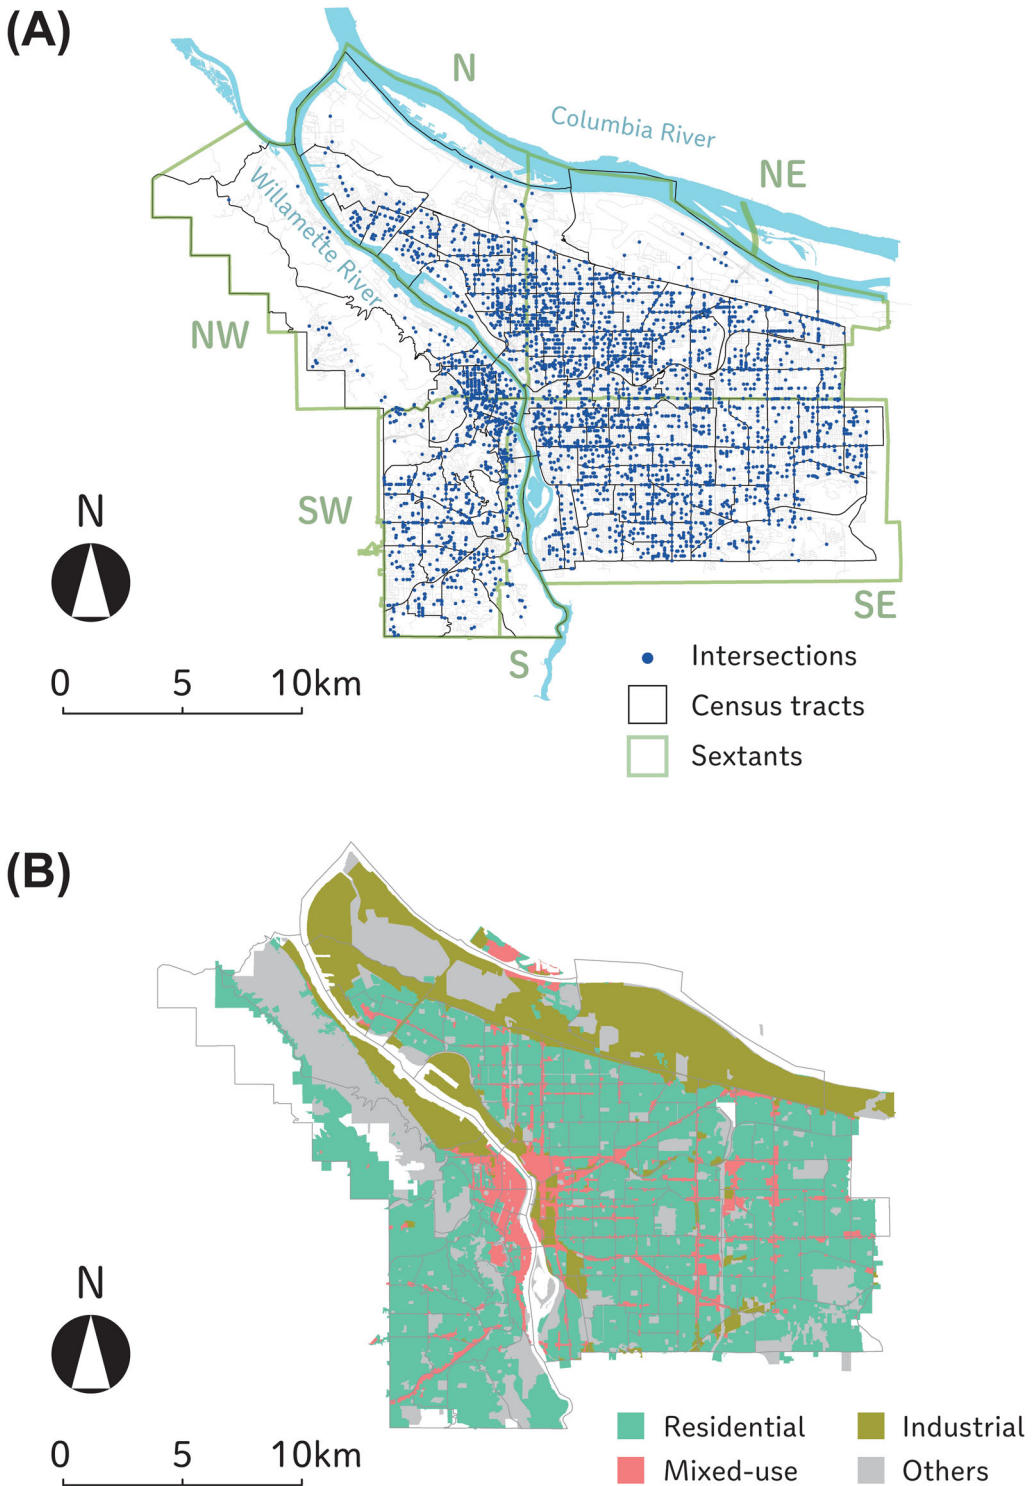 (A)
N
Columbia River
NE
Willamette River
NW
SW
N
SE
S
0 5 10km
Intersections
Census tracts
Sextants
(B)
N
0 5 10km
Residential
Industrial
Mixed-use
Others